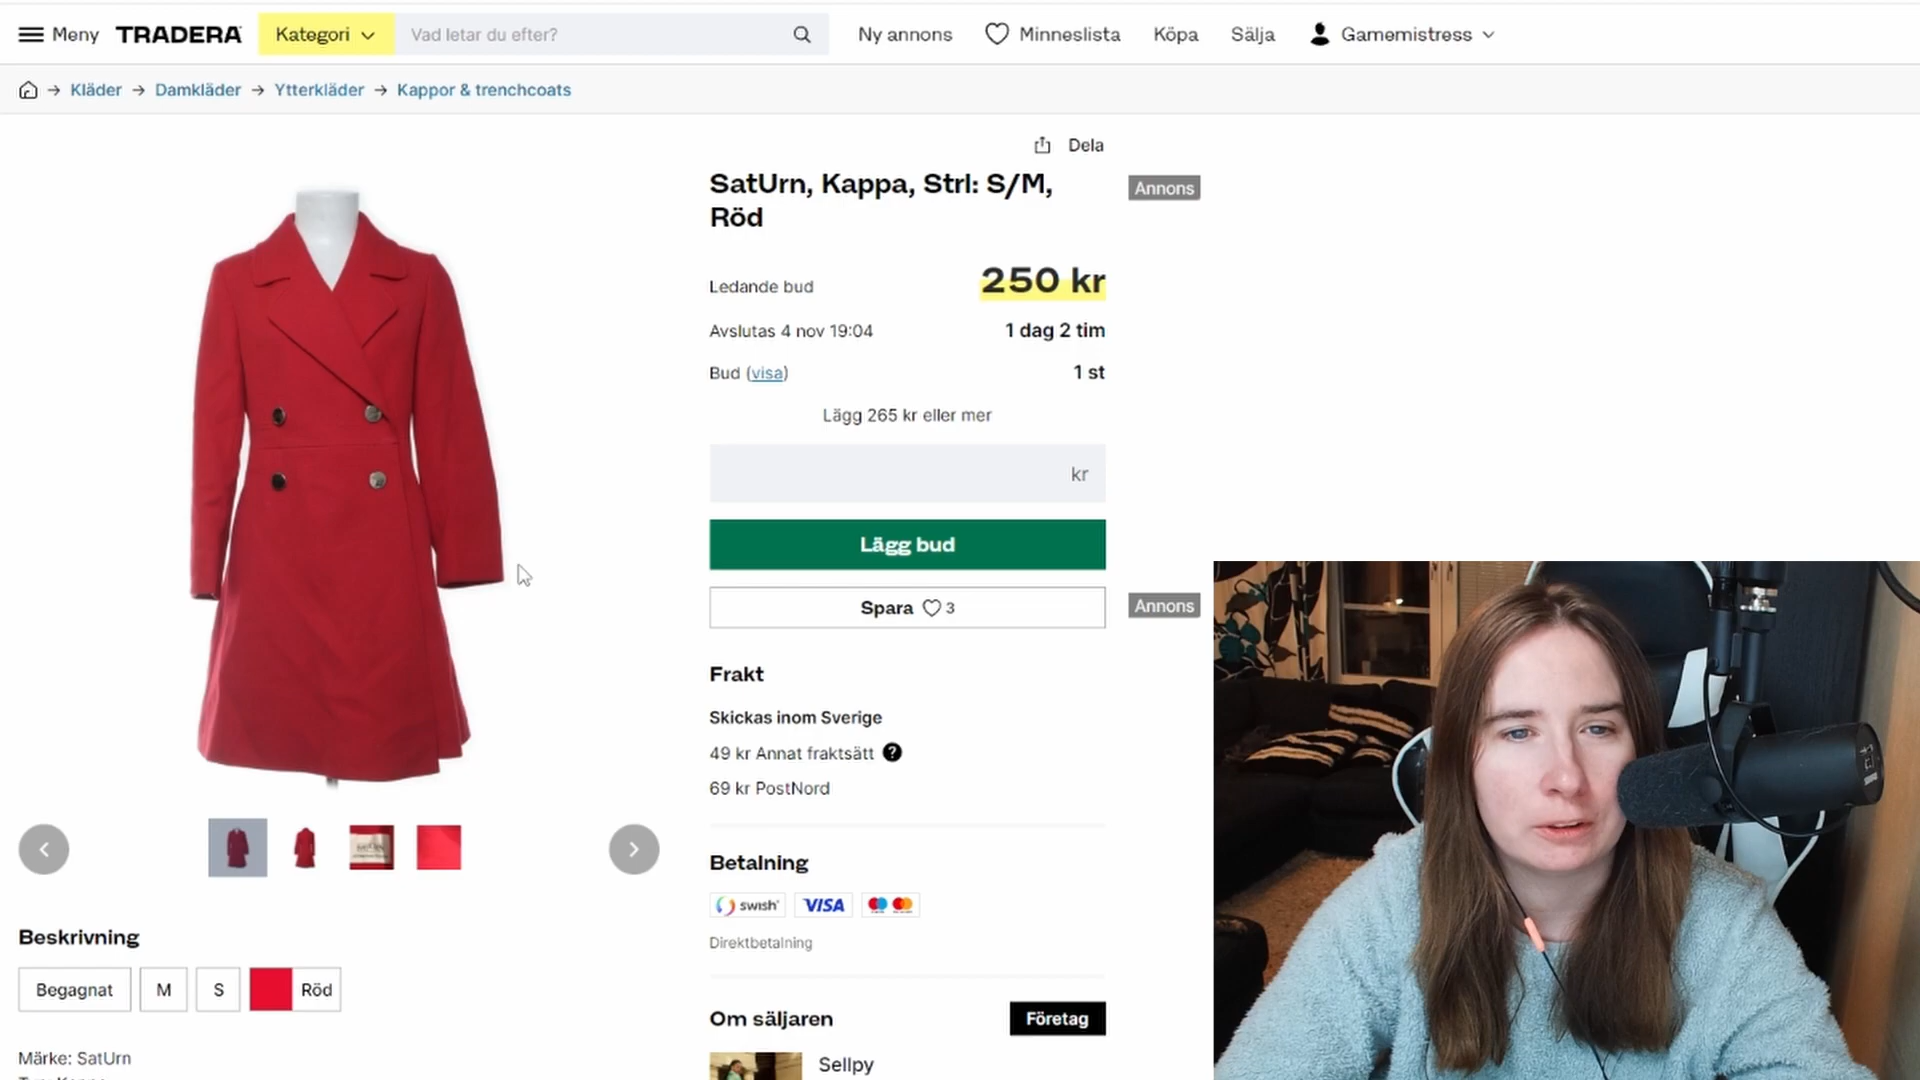 Meny
TRADERA
Kategori
Vad letar du efter?
Ny annons
Minneslista
Köpa
Sälja
Gamemistress
Kläder
Damkläder
Ytterkläder
Kappor & trenchcoats
Dela
SatUrn, Kappa, Strl: S/M,
Röd
Annons
Ledande bud
250 kr
Avslutas 4 nov 19:04
1 dag 2 tim
Bud (visa)
1 st
Lägg 265 kr eller mer
kr
Lägg bud
Spara 3
Annons
Frakt
Skickas inom Sverige
49 kr Annat fraktsätt ?
69 kr PostNord
Betalning
swish
VISA
Direktbetalning
Om säljaren
Företag
Sellpy
Beskrivning
Begagnat
M
S
Röd
Märke: SatUrn